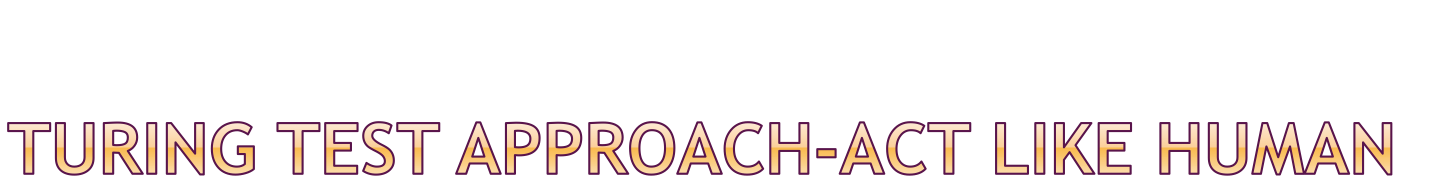 TURING TEST APPROACH-ACT LIKE HUMAN